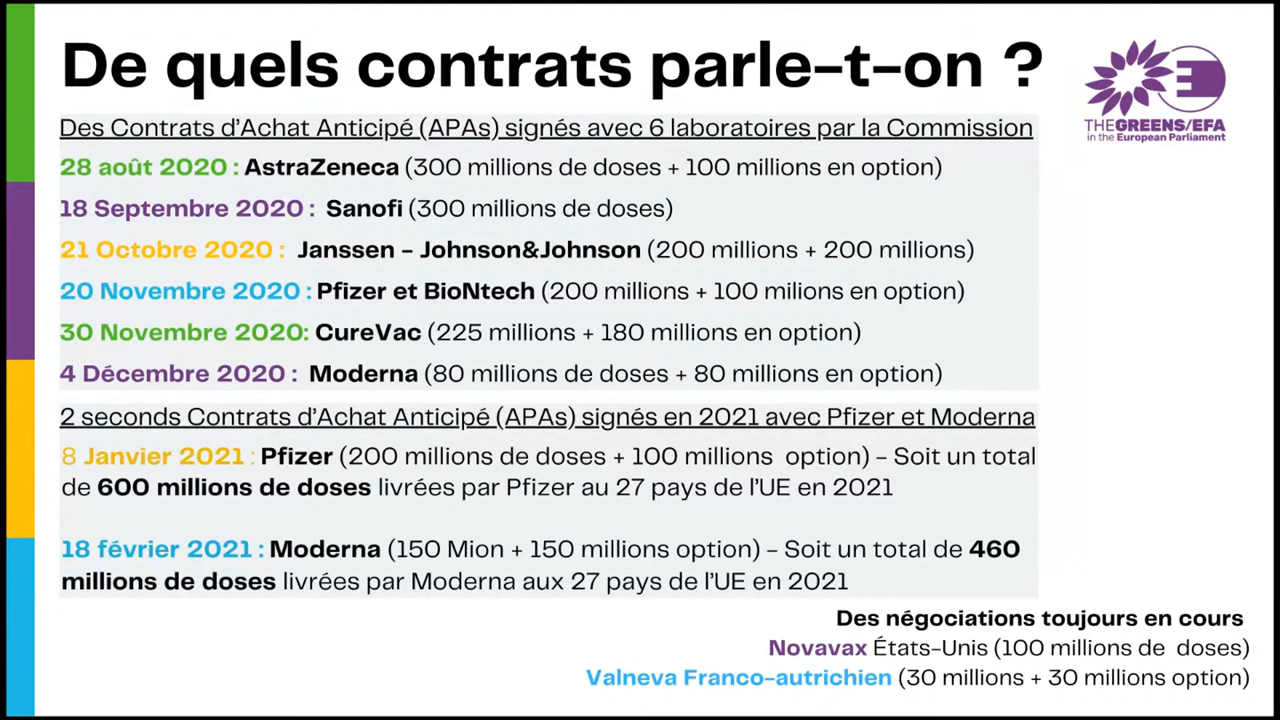 De quels contrats parle-t-on ?
THE GREENS/EFA
in the European Parliament
Des Contrats d'Achat Anticipé (APAs) signés avec 6 laboratoires par la Commission
28 août 2020 : AstraZeneca (300 millions de doses + 100 millions en option)
18 Septembre 2020 : Sanofi (300 millions de doses)
21 Octobre 2020 : Janssen - Johnson&Johnson (200 millions + 200 millions)
20 Novembre 2020 : Pfizer et BioNtech (200 millions + 100 milions en option)
30 Novembre 2020: CureVac (225 millions + 180 millions en option)
4 Décembre 2020 : Moderna (80 millions de doses + 80 millions en option)
2 seconds Contrats d'Achat Anticipé (APAs) signés en 2021 avec Pfizer et Moderna
8 Janvier 2021 : Pfizer (200 millions de doses + 100 millions option) - Soit un total
de 600 millions de doses livrées par Pfizer au 27 pays de l'UE en 2021
18 février 2021 : Moderna (150 Mion + 150 millions option) - Soit un total de 460
millions de doses livrées par Moderna aux 27 pays de l'UE en 2021
Des négociations toujours en cours
Novavax États-Unis (100 millions de doses)
Valneva Franco-autrichien (30 millions + 30 millions option)